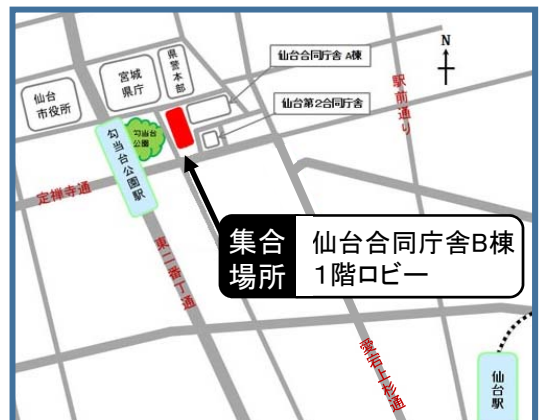 仙台
市役所
宮城
県庁
県警本部
仙台合同庁舎 A棟
仙台第2合同庁舎
N
駅前通り
勾当台公園駅
勾当台
公園
定禅寺通
集合
場所
仙台合同庁舎B棟
1階ロビー
東二番丁通
愛宕上杉通
仙台駅